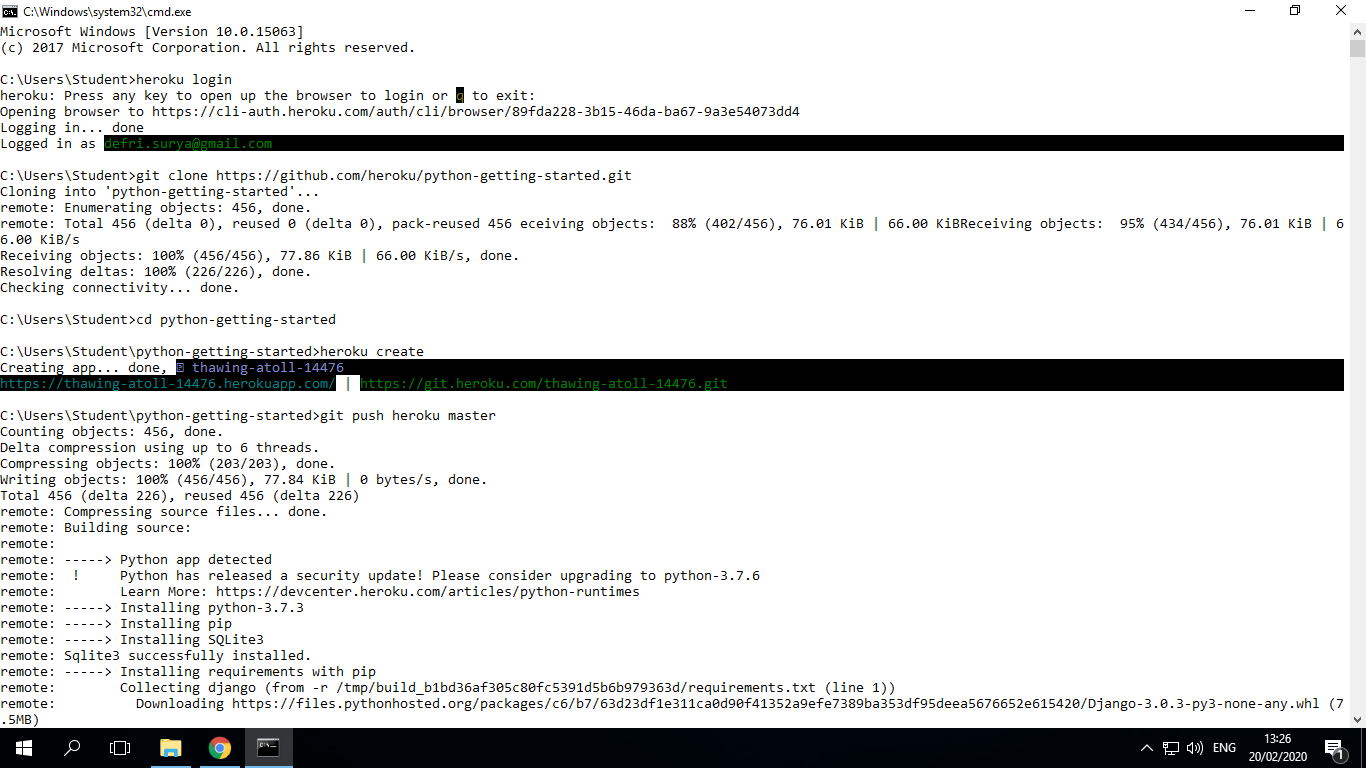 C:\Windows\system32\cmd.exe
Microsoft Windows [Version 10.0.15063]
(c) 2017 Microsoft Corporation. All rights reserved.
C:\Users\Student>heroku login
heroku: Press any key to open up the browser to login or q to exit:
Opening browser to https://cli-auth.heroku.com/auth/cli/browser/89fda228-3b15-46da-ba67-9a3e54073dd4
Logging in... done
Logged in as defri.surya@gmail.com
C:\Users\Student>git clone https://github.com/heroku/python-getting-started.git
Cloning into 'python-getting-started'...
remote: Enumerating objects: 456, done.
remote: Total 456 (delta 0), reused 0 (delta 0), pack-reused 456 eceiving objects:  88% (402/456), 76.01 KiB | 66.00 KiBReceiving objects:  95% (434/456), 76.01 KiB | 6
6.00 KiB/s
Receiving objects: 100% (456/456), 77.86 KiB | 66.00 KiB/s, done.
Resolving deltas: 100% (226/226), done.
Checking connectivity... done.
C:\Users\Student>cd python-getting-started
C:\Users\Student\python-getting-started>heroku create
Creating app... done, thawing-atoll-14476
https://thawing-atoll-14476.herokuapp.com/ | https://git.heroku.com/thawing-atoll-14476.git
C:\Users\Student\python-getting-started>git push heroku master
Counting objects: 456, done.
Delta compression using up to 6 threads.
Compressing objects: 100% (203/203), done.
Writing objects: 100% (456/456), 77.84 KiB | 0 bytes/s, done.
Total 456 (delta 226), reused 456 (delta 226)
remote: Compressing source files... done.
remote: Building source:
remote:
remote: -----> Python app detected
remote:  !     Python has released a security update! Please consider upgrading to python-3.7.6
remote:        Learn More: https://devcenter.heroku.com/articles/python-runtimes
remote: -----> Installing python-3.7.3
remote: -----> Installing pip
remote: -----> Installing SQLite3
remote: Sqlite3 successfully installed.
remote: -----> Installing requirements with pip
remote:        Collecting django (from -r /tmp/build_b1bd36af305c80fc5391d5b6b979363d/requirements.txt (line 1))
remote:          Downloading https://files.pythonhosted.org/packages/c6/b7/63d23df1e311ca0d90f41352a9efe7389ba353df95deea5676652e615420/Django-3.0.3-py3-none-any.whl (7
.5MB)
ENG
13:26
20/02/2020
1